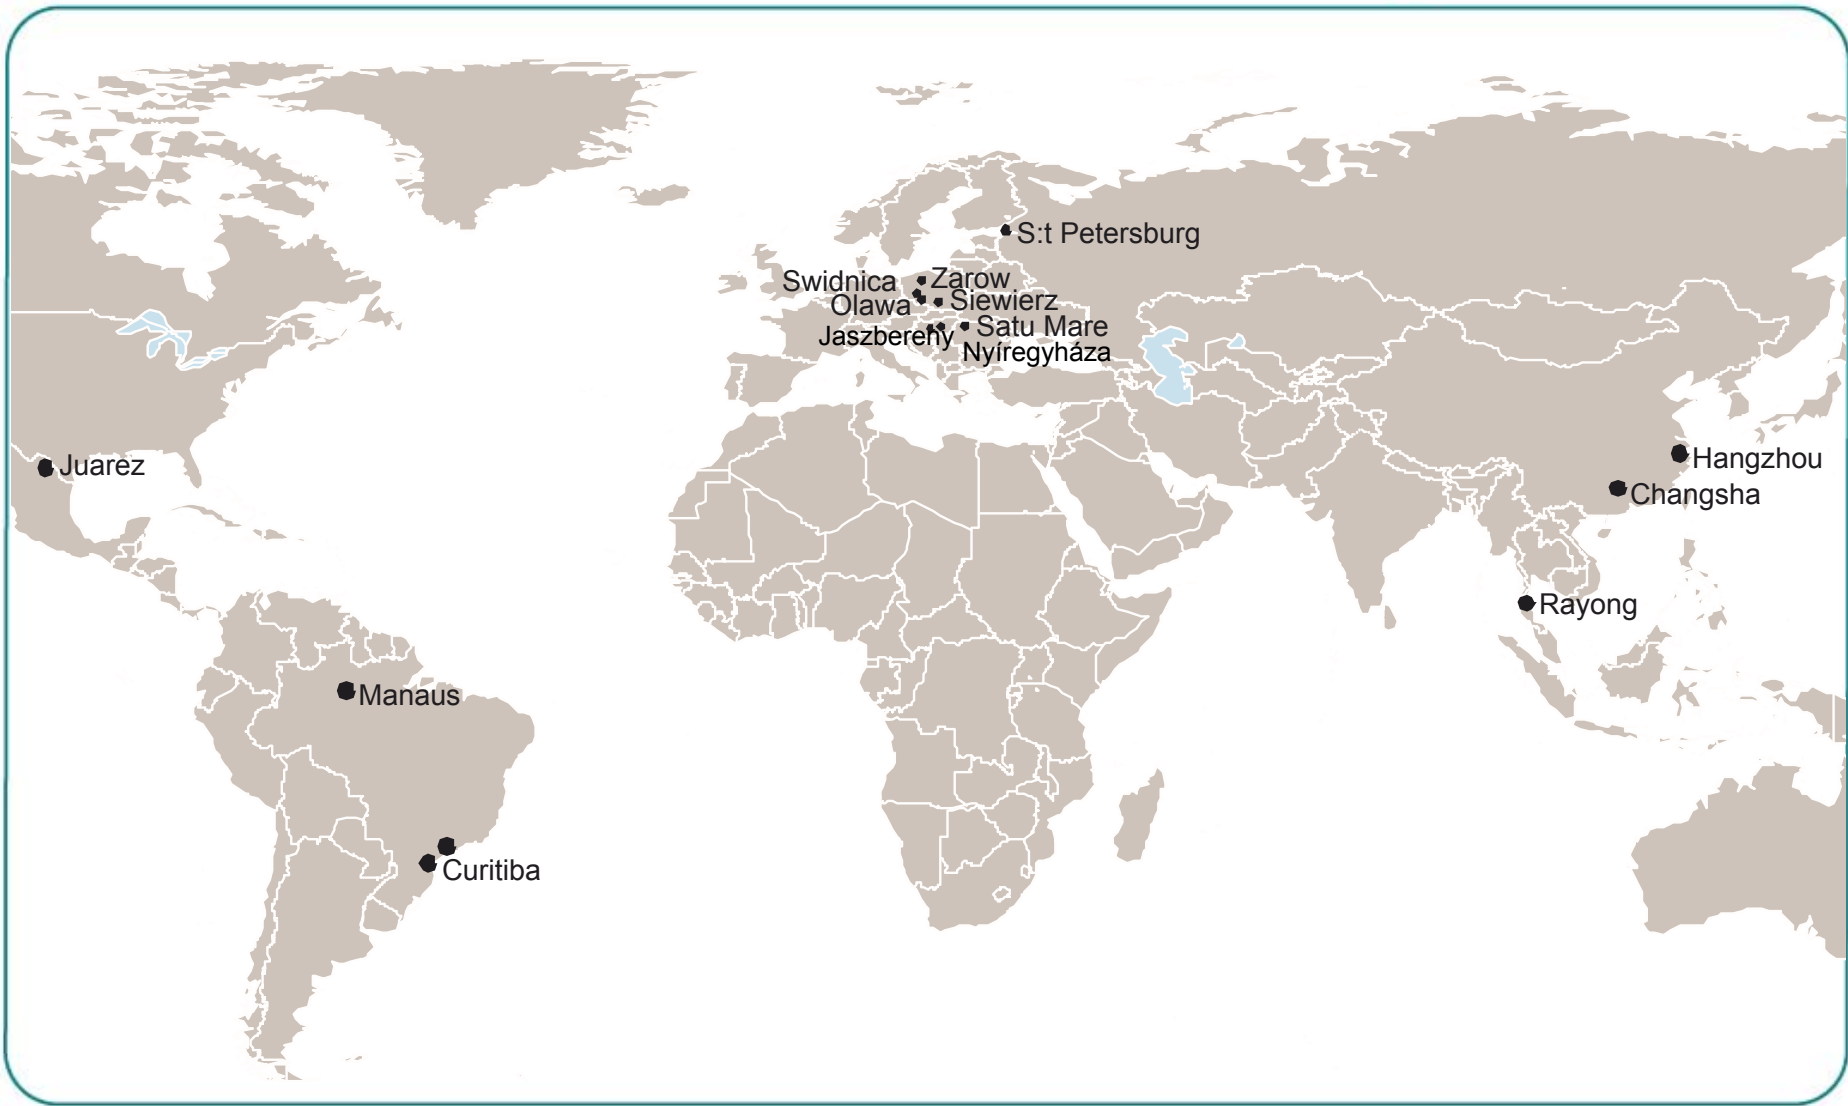 S:t Petersburg
Swidnica
Zarow
Olawa
Siewierz
Jaszbereny
Satu Mare
Nyíregyháza
Juarez
Hangzhou
Changsha
Rayong
Manaus
Curitiba